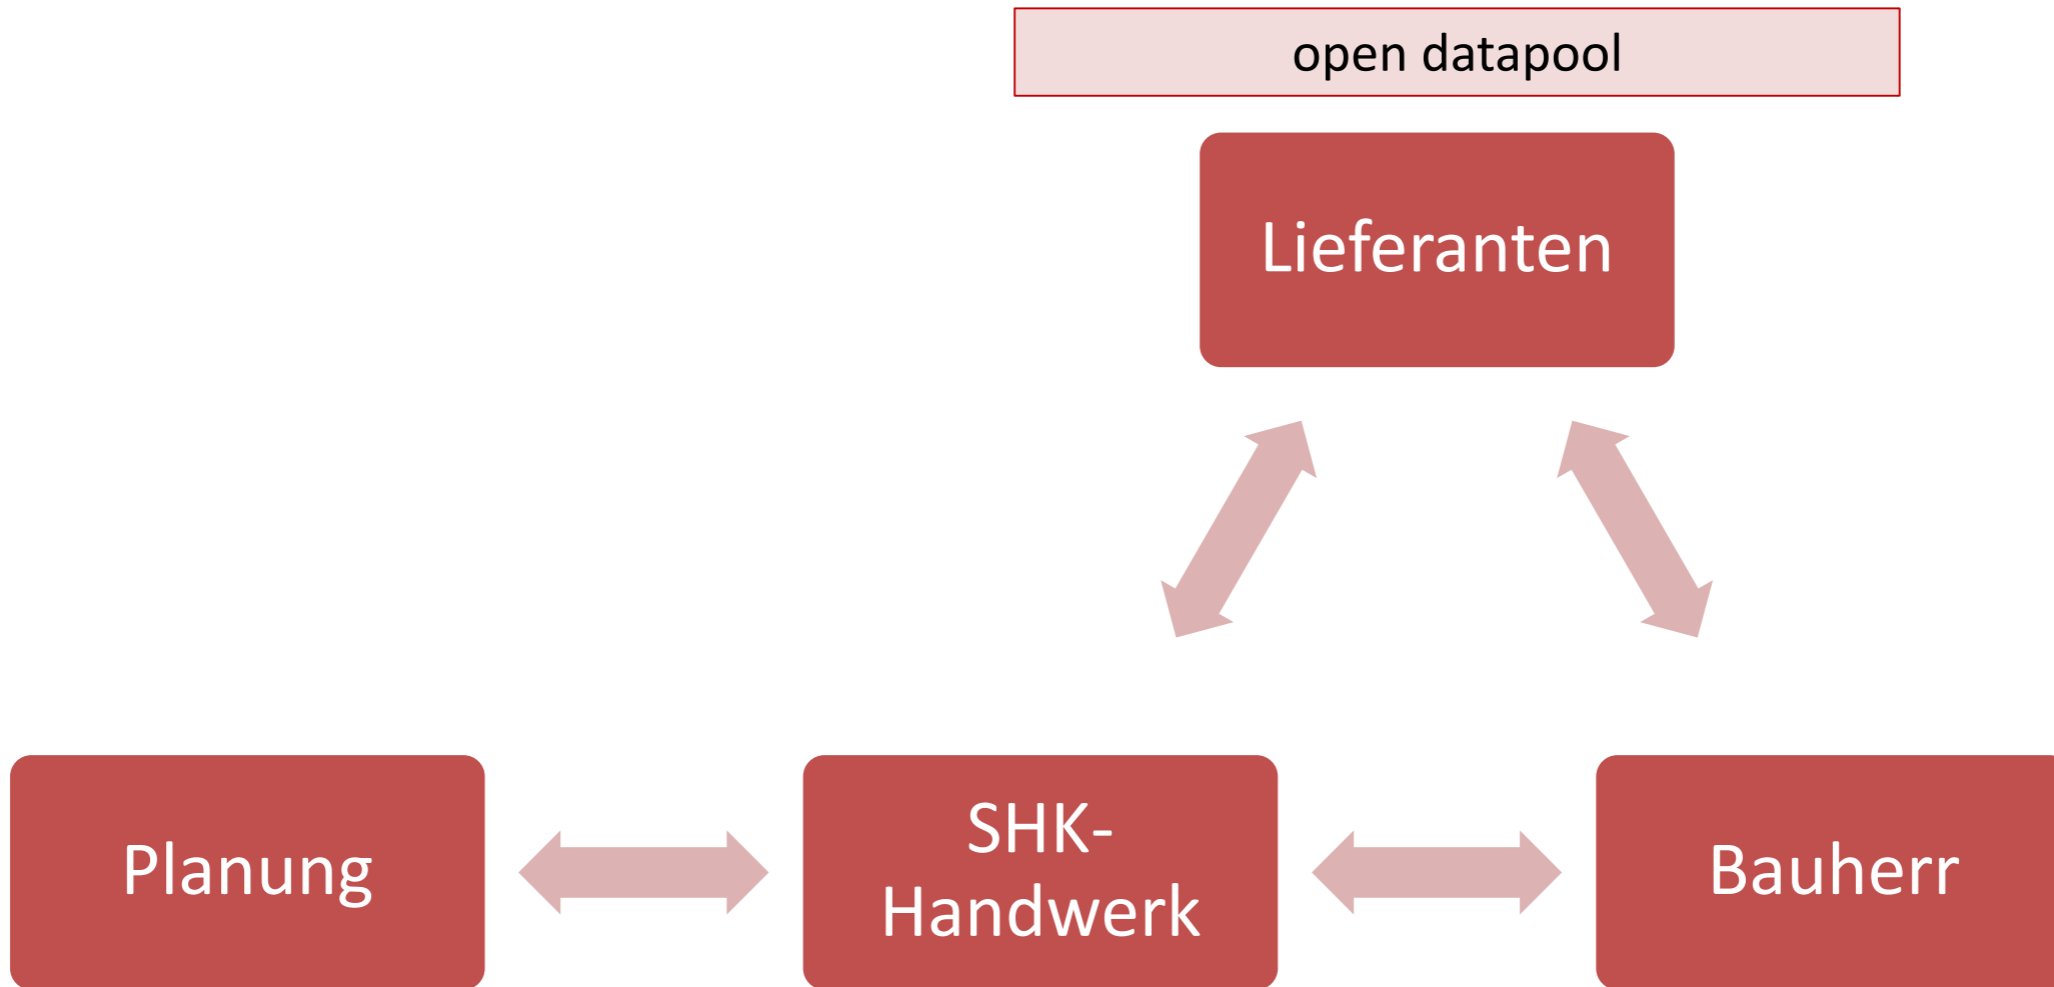 open datapool
Lieferanten
Planung
SHK-
Handwerk
Bauherr